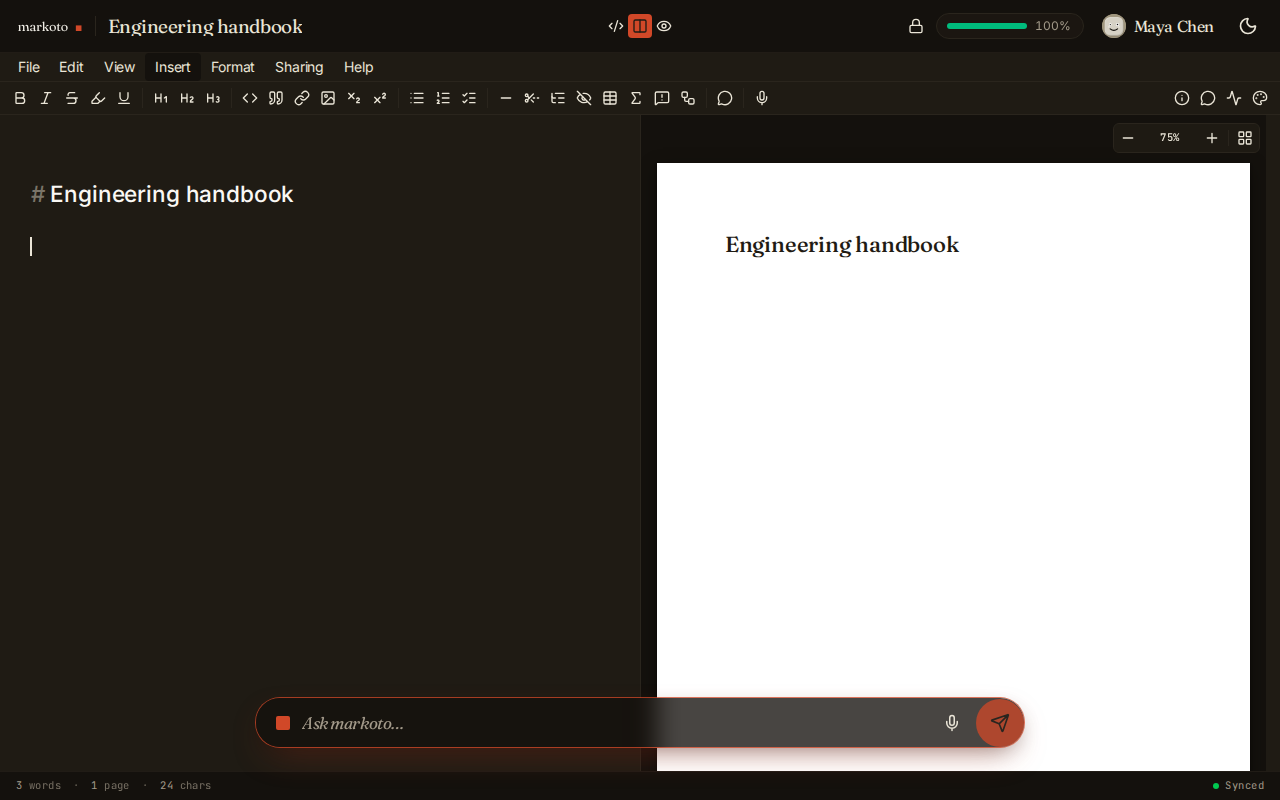 markoto
Engineering handbook
100%
Maya Chen
File Edit View Insert Format Sharing Help
H1 H2 H3
75%
# Engineering handbook
Engineering handbook
Ask markoto...
3 words · 1 page · 24 chars
Synced